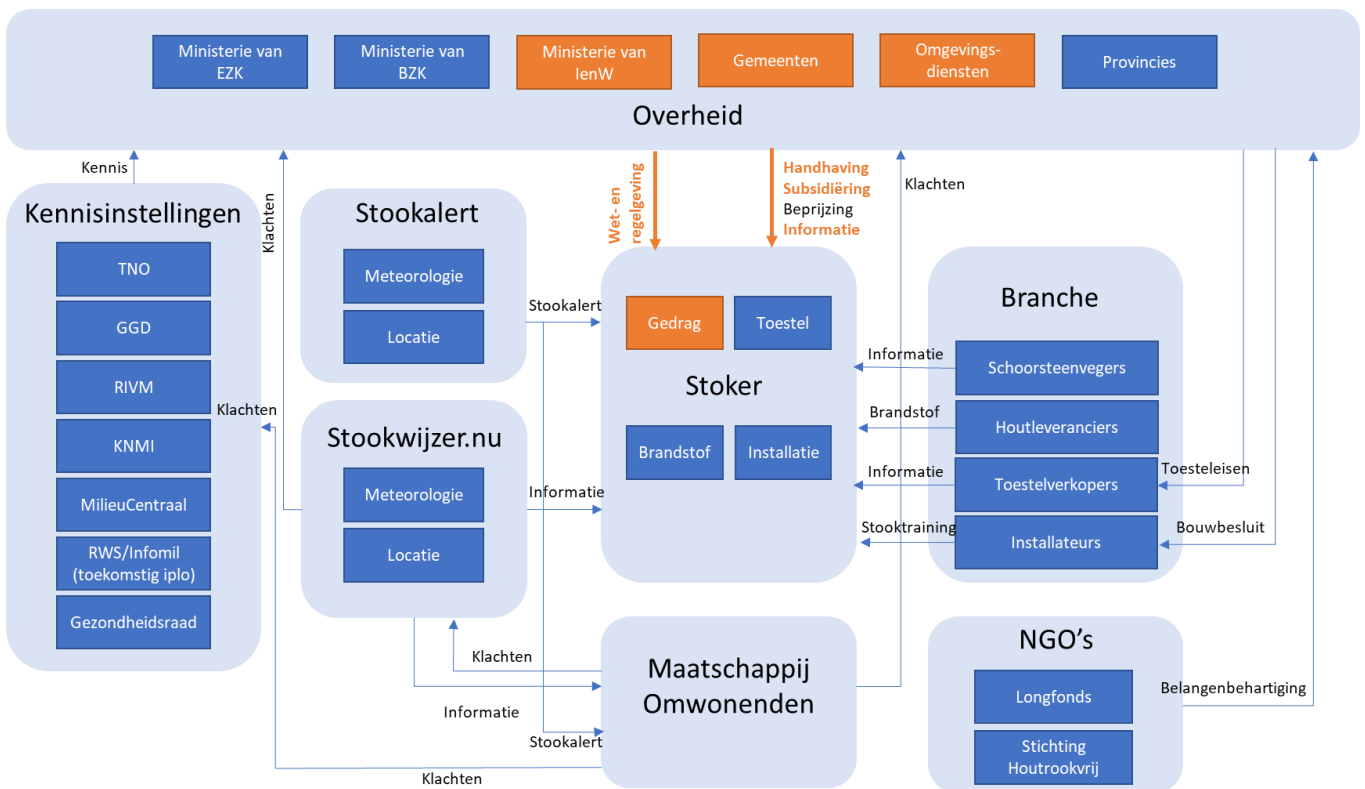 Ministerie van
EZK
Ministerie van
BZK
Ministerie van
IenW
Gemeenten
Omgevings-
diensten
Provincies
Overheid
Kennis
Klachten
Wet- en
regelgeving
Handhaving
Subsidiëring
Beprijzing
Informatie
Klachten
Kennisinstellingen
TNO
GGD
RIVM
KNMI
MilieuCentraal
RWS/Infomil
(toekomstig iplo)
Gezondheidsraad
Klachten
Stookalert
Meteorologie
Locatie
Stookalert
Stookwijzer.nu
Meteorologie
Locatie
Informatie
Gedrag
Toestel
Stoker
Brandstof
Installatie
Informatie
Brandstof
Informatie
Stooktraining
Branche
Schoorsteenvegers
Houtleveranciers
Toestelverkopers
Installateurs
Toesteleisen
Bouwbesluit
Klachten
Informatie
Stookalert
Klachten
Maatschappij
Omwonenden
NGO’s
Longfonds
Stichting
Houtrookvrij
Belangenbehartiging